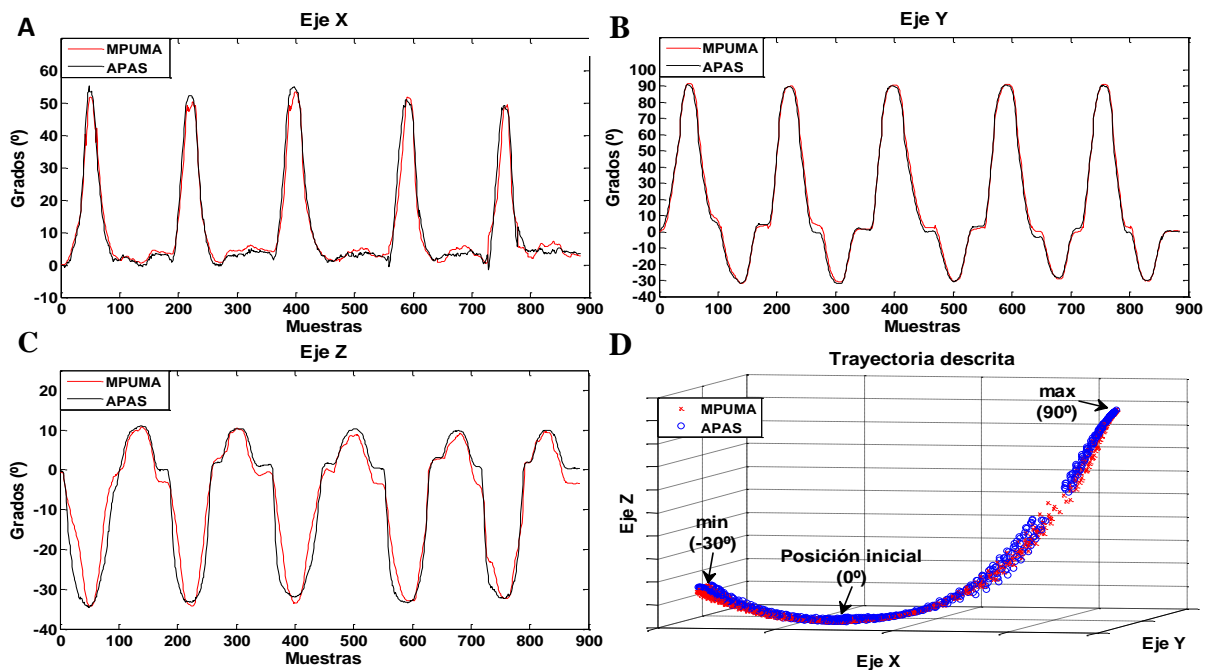 A
Eje X
MPUMA
APAS
60
50
40
30
20
10
0
-10
Grados (º)
0 100 200 300 400 500 600 700 800 900
Muestras
B
Eje Y
MPUMA
APAS
100
90
80
70
60
50
40
30
20
10
0
-10
-20
-30
-40
Grados (º)
0 100 200 300 400 500 600 700 800 900
Muestras
C
Eje Z
MPUMA
APAS
20
10
0
-10
-20
-30
-40
Grados (º)
0 100 200 300 400 500 600 700 800 900
Muestras
D
Trayectoria descrita
MPUMA
APAS
max
(90º)
min
(-30º)
Posición inicial
(0º)
Eje Z
Eje X
Eje Y